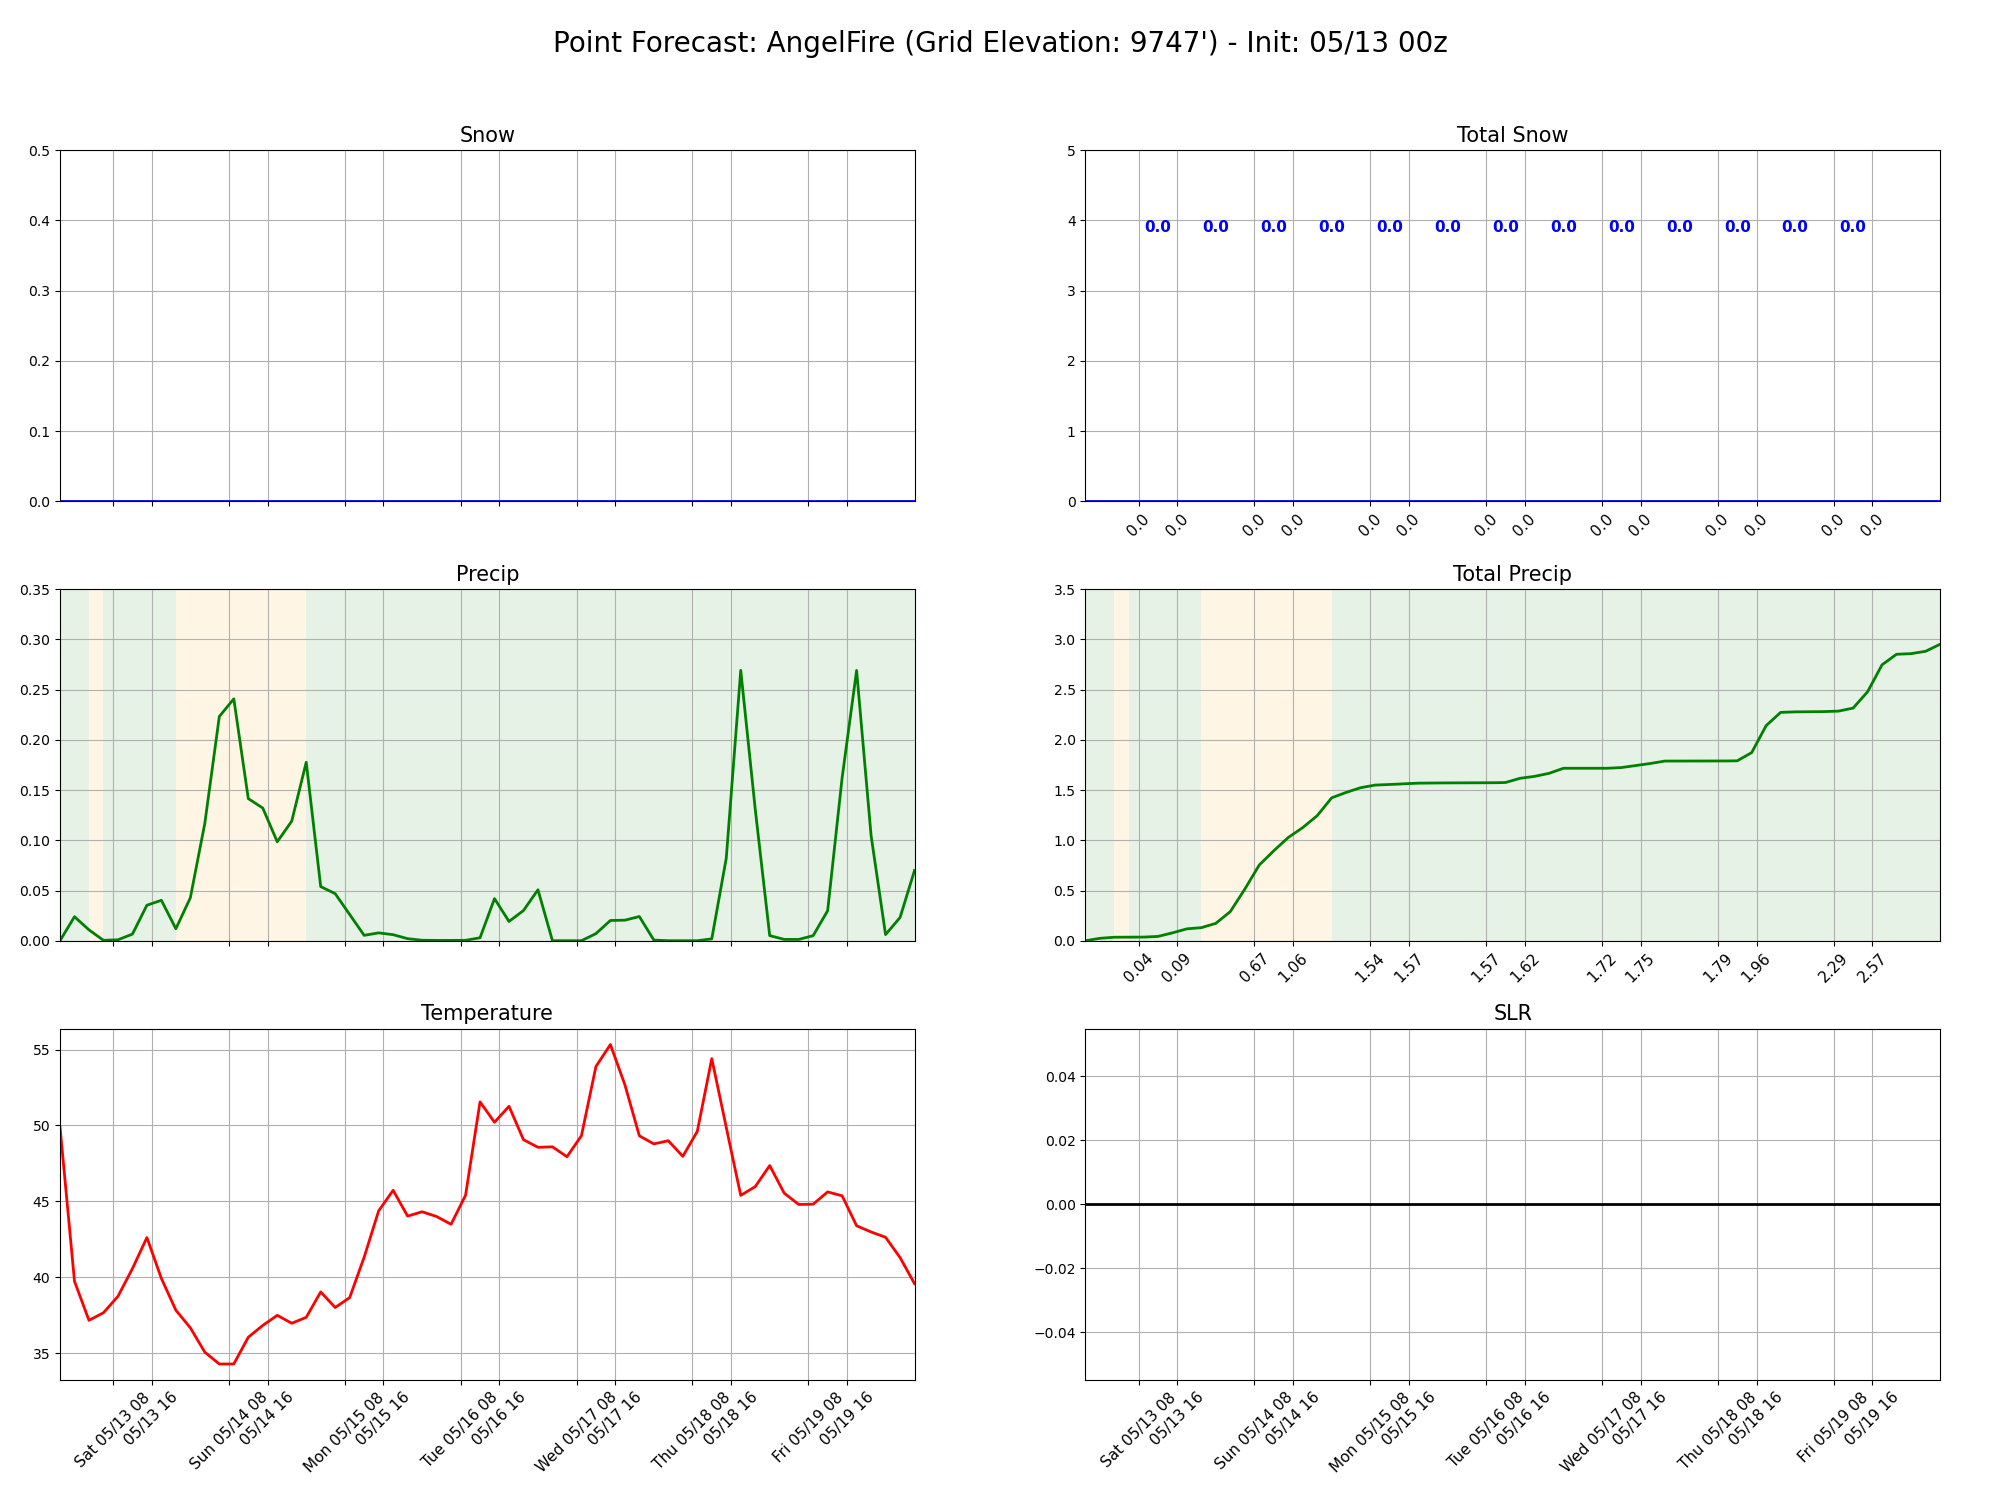 Point Forecast: AngelFire (Grid Elevation: 9747') - Init: 05/13 00z
Snow
0.5
0.4
0.3
0.2
0.1
0.0
Total Snow
5
4
3
2
1
0
0.0 0.0 0.0 0.0 0.0 0.0 0.0 0.0 0.0 0.0 0.0 0.0 0.0
0.0 0.0 0.0 0.0 0.0 0.0 0.0 0.0 0.0 0.0 0.0 0.0 0.0 0.0
Precip
0.35
0.30
0.25
0.20
0.15
0.10
0.05
0.00
Total Precip
3.5
3.0
2.5
2.0
1.5
1.0
0.5
0.0
0.04 0.09 0.67 1.06 1.54 1.57 1.57 1.62 1.72 1.75 1.79 1.96 2.29 2.57
Temperature
55
50
45
40
35
Sat 05/13 08
05/13 16
Sun 05/14 08
05/14 16
Mon 05/15 08
05/15 16
Tue 05/16 08
05/16 16
Wed 05/17 08
05/17 16
Thu 05/18 08
05/18 16
Fri 05/19 08
05/19 16
SLR
0.04
0.02
0.00
−0.02
−0.04
Sat 05/13 08
05/13 16
Sun 05/14 08
05/14 16
Mon 05/15 08
05/15 16
Tue 05/16 08
05/16 16
Wed 05/17 08
05/17 16
Thu 05/18 08
05/18 16
Fri 05/19 08
05/19 16